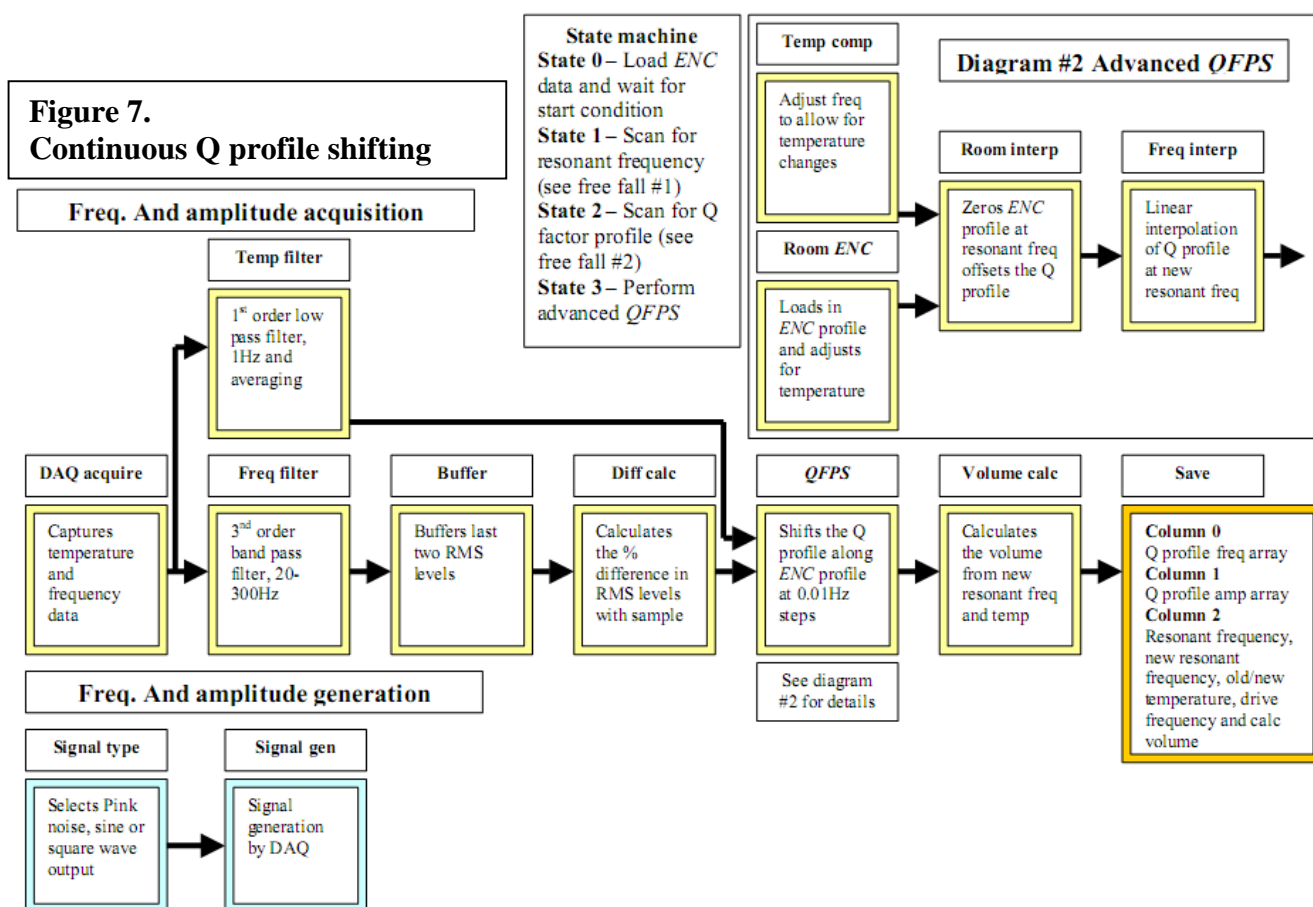 Figure 7.
Continuous Q profile shifting
State machine
State 0 – Load ENC
data and wait for
start condition
State 1 – Scan for
resonant frequency
(see free fall #1)
State 2 – Scan for Q
factor profile (see
free fall #2)
State 3 – Perform
advanced QFPS
Diagram #2 Advanced QFPS
Temp comp
Adjust freq
to allow for
temperature
changes
Room ENC
Loads in
ENC profile
and adjusts
for
temperature
Room interp
Zeros ENC
profile at
resonant freq
offsets the Q
profile
Freq interp
Linear
interpolation
of Q profile
at new
resonant freq
Freq. And amplitude acquisition
Temp filter
1st order low
pass filter,
1Hz and
averaging
DAQ acquire
Captures
temperature
and
frequency
data
Freq filter
3nd order
band pass
filter, 20-
300Hz
Buffer
Buffers last
two RMS
levels
Diff calc
Calculates
the %
difference in
RMS levels
with sample
QFPS
Shifts the Q
profile along
ENC profile
at 0.01Hz
steps
See diagram
#2 for details
Volume calc
Calculates
the volume
from new
resonant freq
and temp
Save
Column 0
Q profile freq array
Column 1
Q profile amp array
Column 2
Resonant frequency,
new resonant
frequency, old/new
temperature, drive
frequency and calc
volume
Freq. And amplitude generation
Signal type
Selects Pink
noise, sine or
square wave
output
Signal gen
Signal
generation
by DAQ